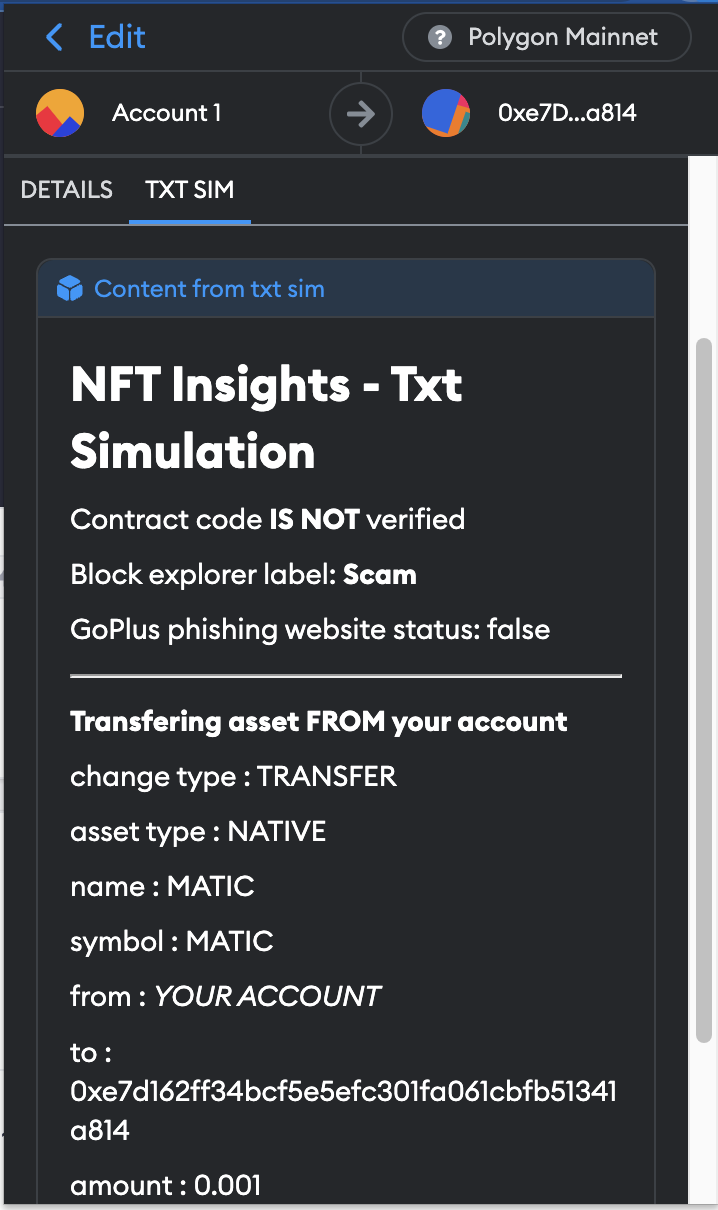 Edit
? Polygon Mainnet
Account 1
0xe7D...a814
DETAILS
TXT SIM
Content from txt sim
NFT Insights - Txt
Simulation
Contract code IS NOT verified
Block explorer label: Scam
GoPlus phishing website status: false
Transfering asset FROM your account
change type : TRANSFER
asset type : NATIVE
name : MATIC
symbol : MATIC
from : YOUR ACCOUNT
to :
0xe7d162ff34bcf5e5efc301fa061cbfb51341
a814
amount : 0.001